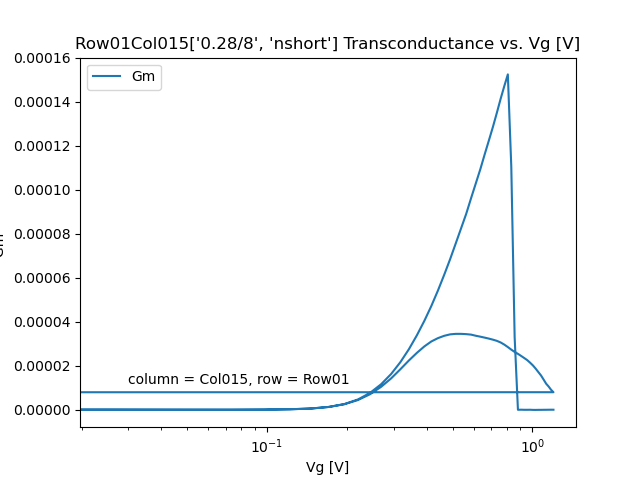 Row01Col015['0.28/8', 'nshort'] Transconductance vs. Vg [V]
Gm
0.00016
0.00014
0.00012
0.00010
0.00008
0.00006
0.00004
0.00002
0.00000
column = Col015, row = Row01
10⁻¹
10⁰
Vg [V]